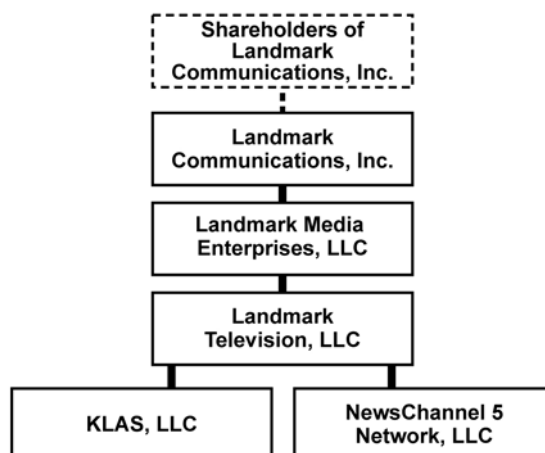 Shareholders of
Landmark
Communications, Inc.
Landmark
Communications, Inc.
Landmark Media
Enterprises, LLC
Landmark
Television, LLC
KLAS, LLC
NewsChannel 5
Network, LLC